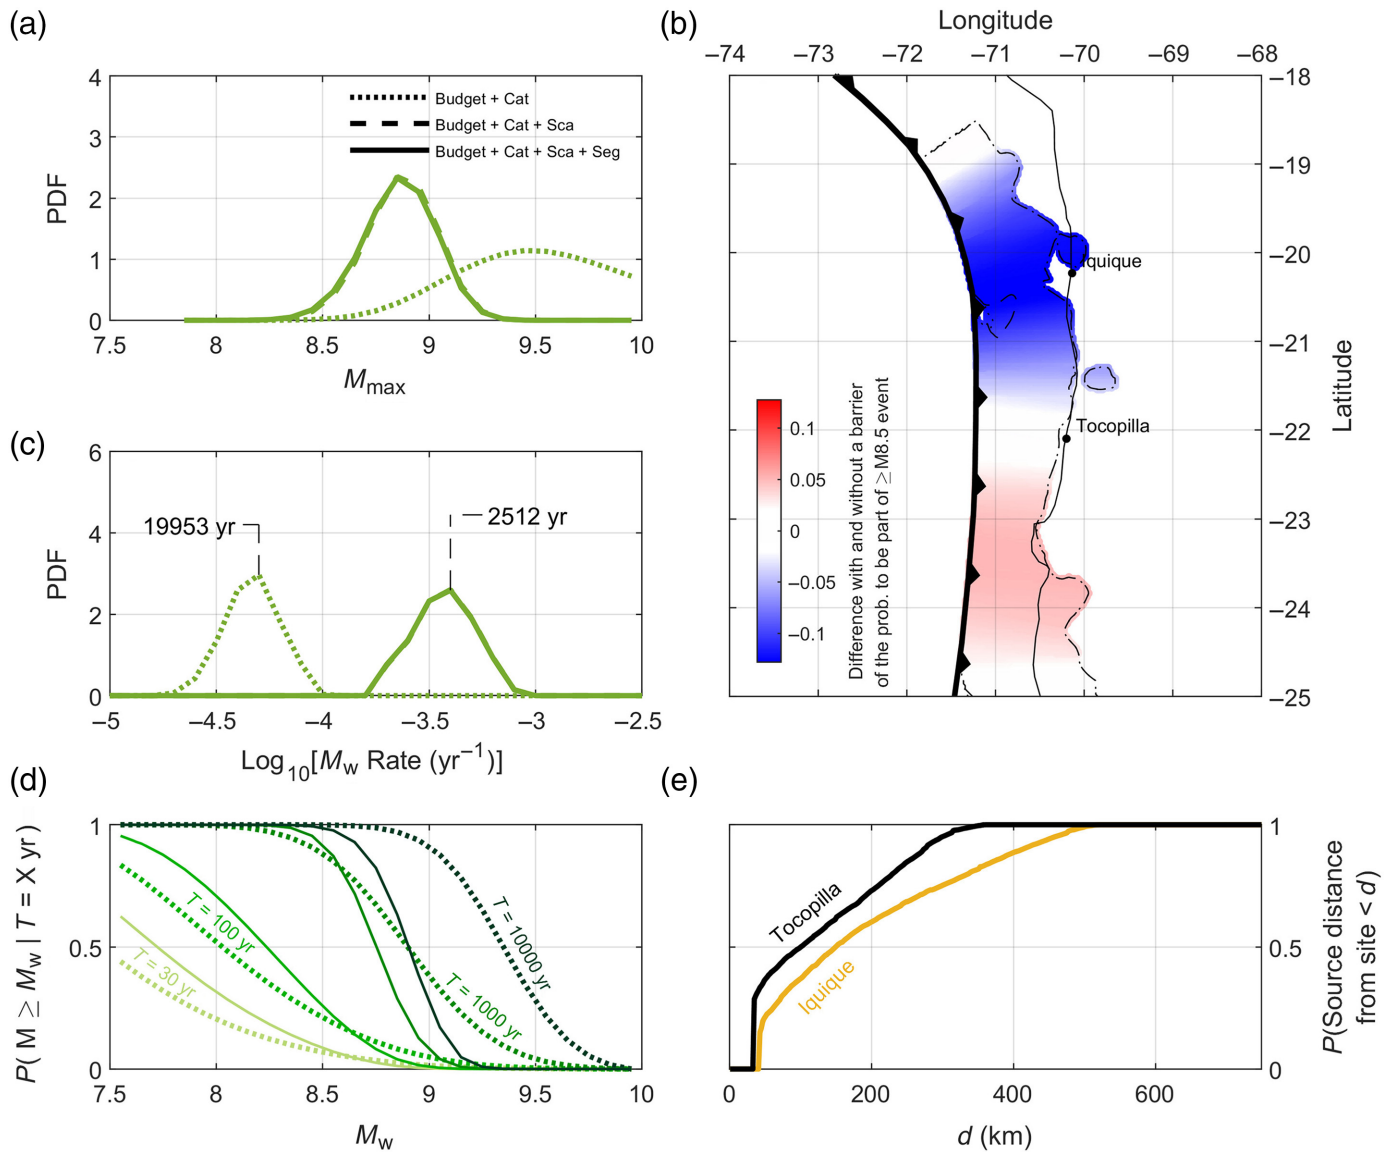 (a)
4
3
2
1
0
PDF
7.5 8 8.5 9 9.5 10
Mmax
Budget + Cat
Budget + Cat + Sca
Budget + Cat + Sca + Seg
(b)
Longitude
−74 −73 −72 −71 −70 −69 −68
−18
−19
−20
−21
−22
−23
−24
−25
Latitude
Iquique
Tocopilla
0.1
0.05
0
−0.05
−0.1
Difference with and without a barrier
of the prob. to be part of ≥M8.5 event
(c)
6
4
2
0
PDF
19953 yr
2512 yr
−5 −4.5 −4 −3.5 −3 −2.5
Log10[Mw Rate (yr−1)]
(d)
1
0.5
0
P( M ≥ Mw | T = X yr)
T = 30 yr
T = 100 yr
T = 1000 yr
T = 10000 yr
7.5 8 8.5 9 9.5 10
Mw
(e)
1
0.5
0
P(Source distance
from site < d)
Tocopilla
Iquique
0 200 400 600
d (km)